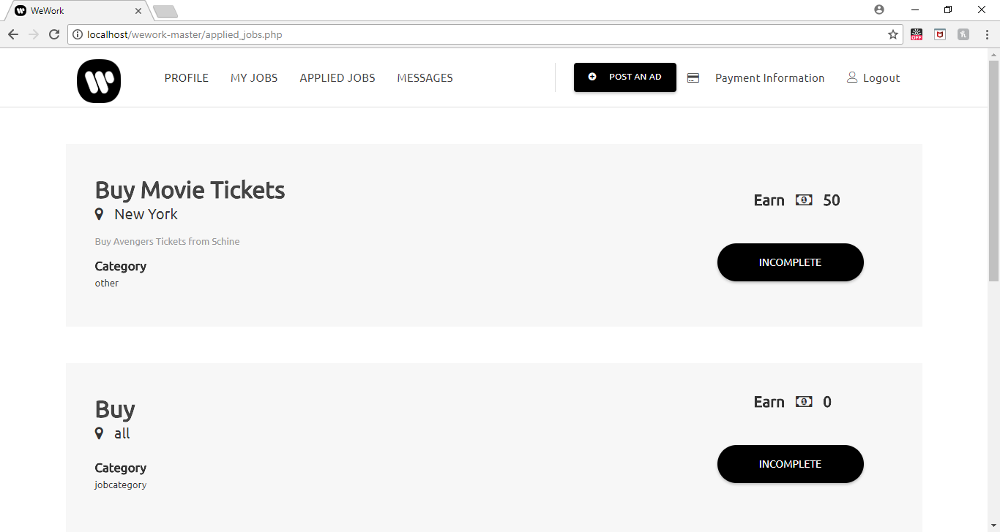 WeWork
localhost/wework-master/applied_jobs.php
OFF
PROFILE MY JOBS APPLIED JOBS MESSAGES POST AN AD Payment Information Logout
Buy Movie Tickets
New York
Buy Avengers Tickets from Schine
Category
other
Earn 50
INCOMPLETE
Buy
all
Category
jobcategory
Earn 0
INCOMPLETE